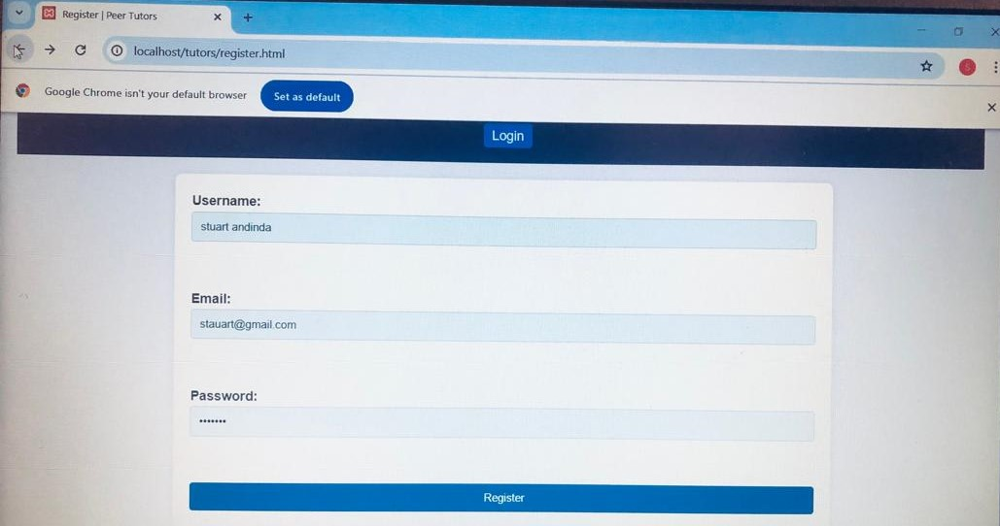 Register | Peer Tutors
localhost/tutors/register.html
Google Chrome isn't your default browser Set as default
Login
Username:
stuart andinda
Email:
stauart@gmail.com
Password:
•••••••
Register